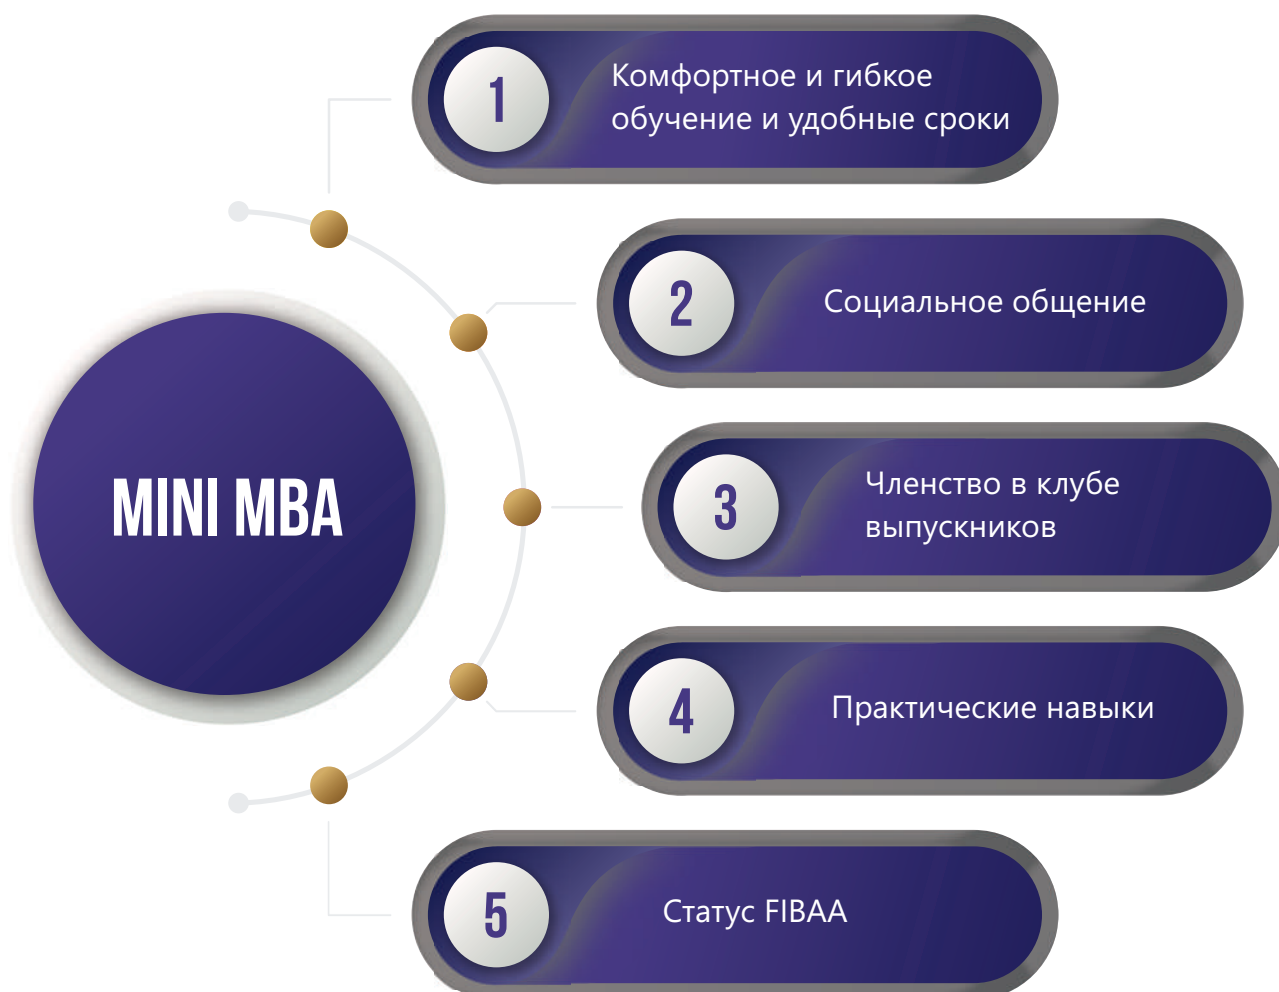 1
Комфортное и гибкое
обучение и удобные сроки
2
Социальное общение
MINI MBA
3
Членство в клубе
выпускников
4
Практические навыки
5
Статус FIBAA